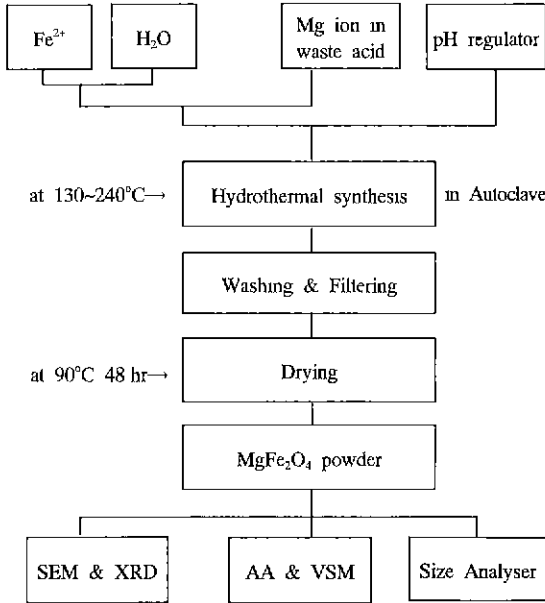 Fe²⁺
H₂O
Mg ion in
waste acid
pH regulator
at 130~240°C→
Hydrothermal synthesis
in Autoclave
Washing & Filtering
at 90°C 48 hr→
Drying
MgFe₂O₄ powder
SEM & XRD
AA & VSM
Size Analyser